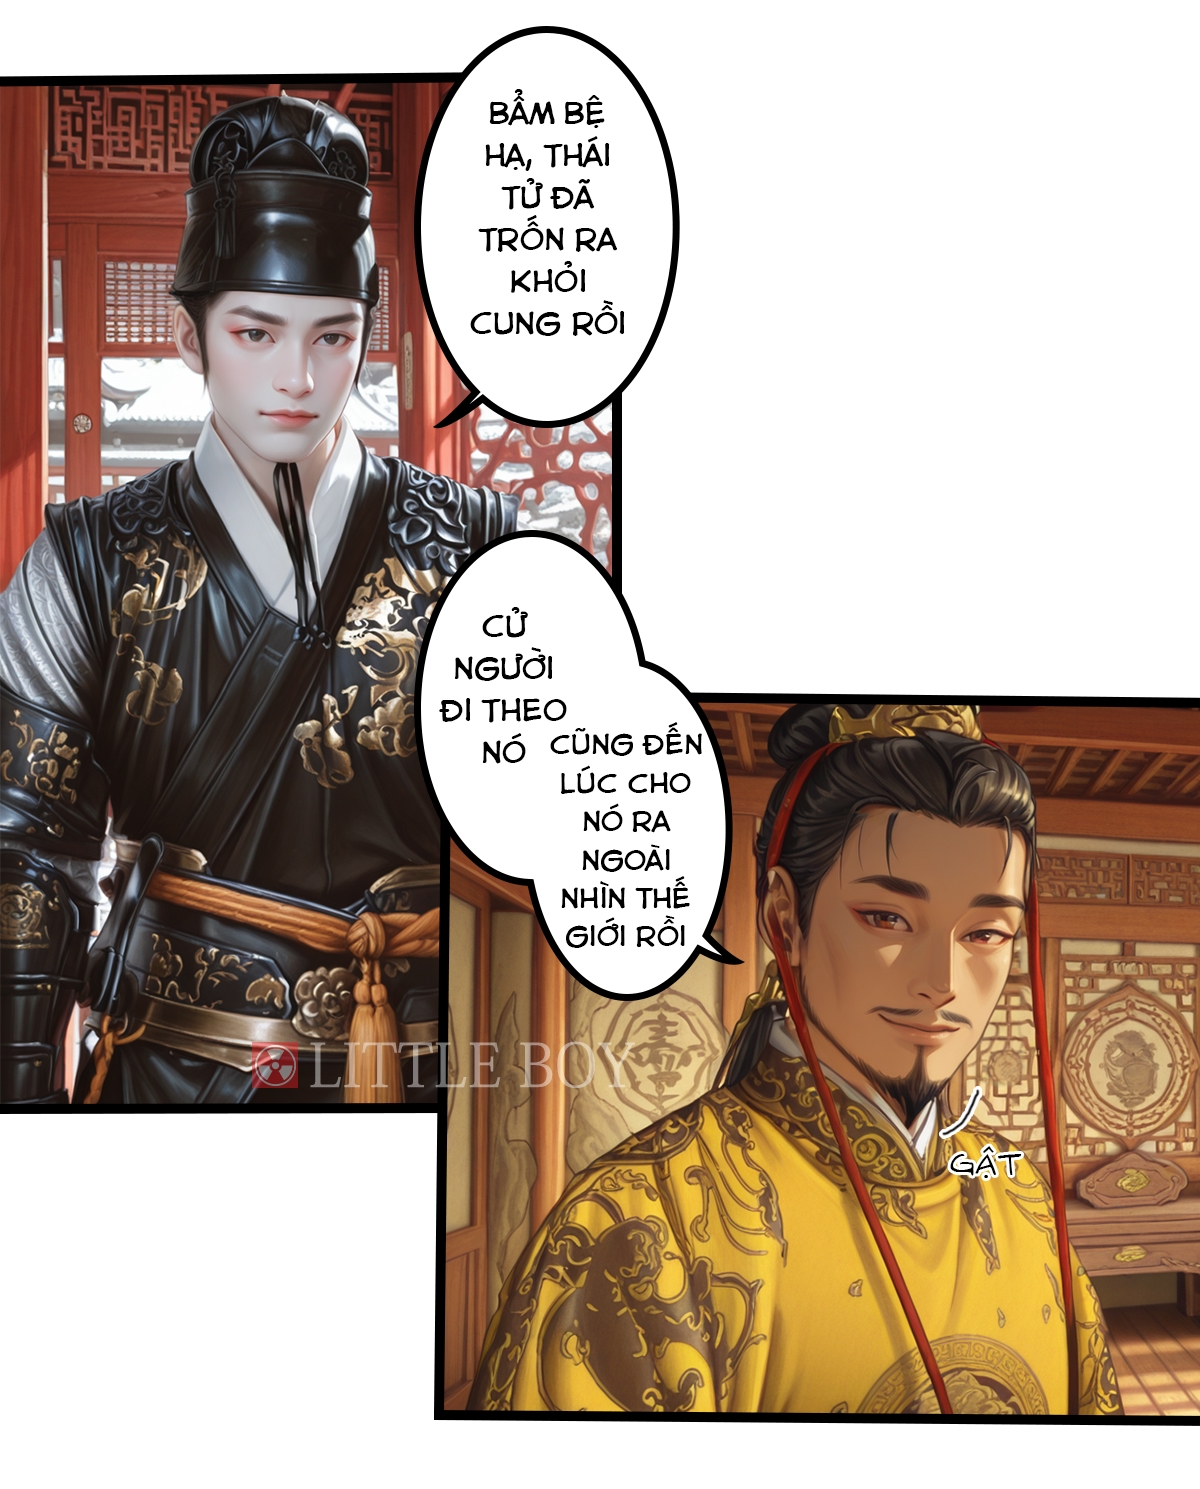 BẨM BỆ
HẠ, THÁI
TỬ ĐÃ
TRỐN RA
KHỎI
CUNG RỒI
CỬ
NGƯỜI
ĐI THEO
NÓ
CŨNG ĐẾN
LÚC CHO
NÓ RA
NGOÀI
NHÌN THẾ
GIỚI RỒI
LITTLE BOY
GẬT